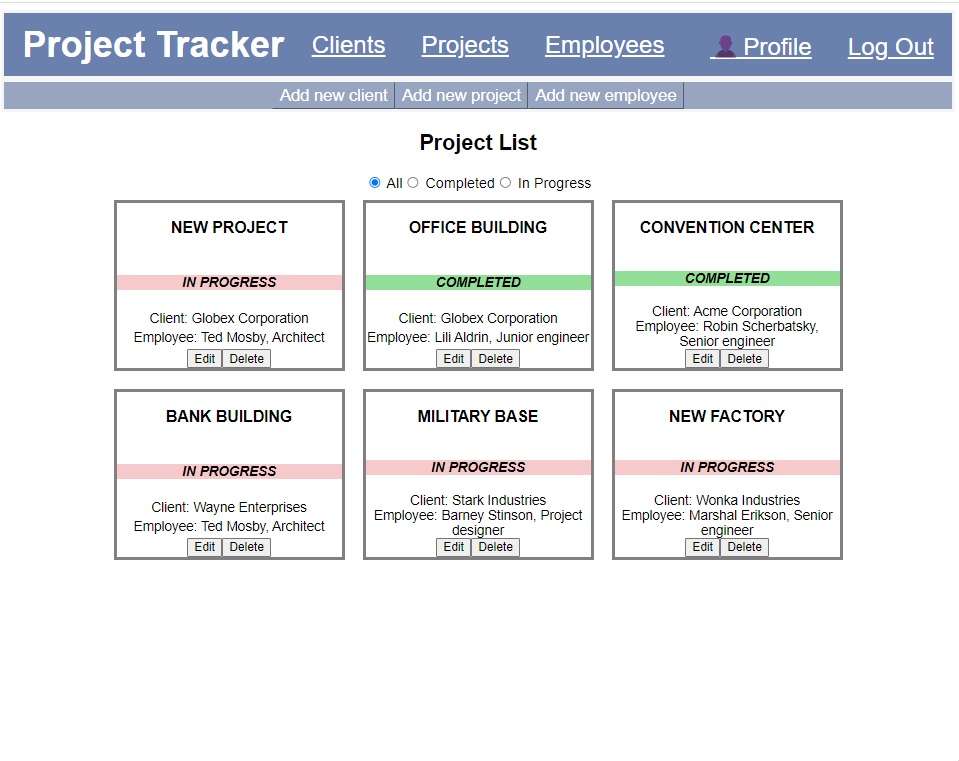 Project Tracker Clients Projects Employees Profile Log Out
Add new client Add new project Add new employee
Project List
All Completed In Progress
NEW PROJECT
IN PROGRESS
Client: Globex Corporation
Employee: Ted Mosby, Architect
Edit Delete
OFFICE BUILDING
COMPLETED
Client: Globex Corporation
Employee: Lili Aldrin, Junior engineer
Edit Delete
CONVENTION CENTER
COMPLETED
Client: Acme Corporation
Employee: Robin Scherbatsky,
Senior engineer
Edit Delete
BANK BUILDING
IN PROGRESS
Client: Wayne Enterprises
Employee: Ted Mosby, Architect
Edit Delete
MILITARY BASE
IN PROGRESS
Client: Stark Industries
Employee: Barney Stinson, Project
designer
Edit Delete
NEW FACTORY
IN PROGRESS
Client: Wonka Industries
Employee: Marshal Erikson, Senior
engineer
Edit Delete